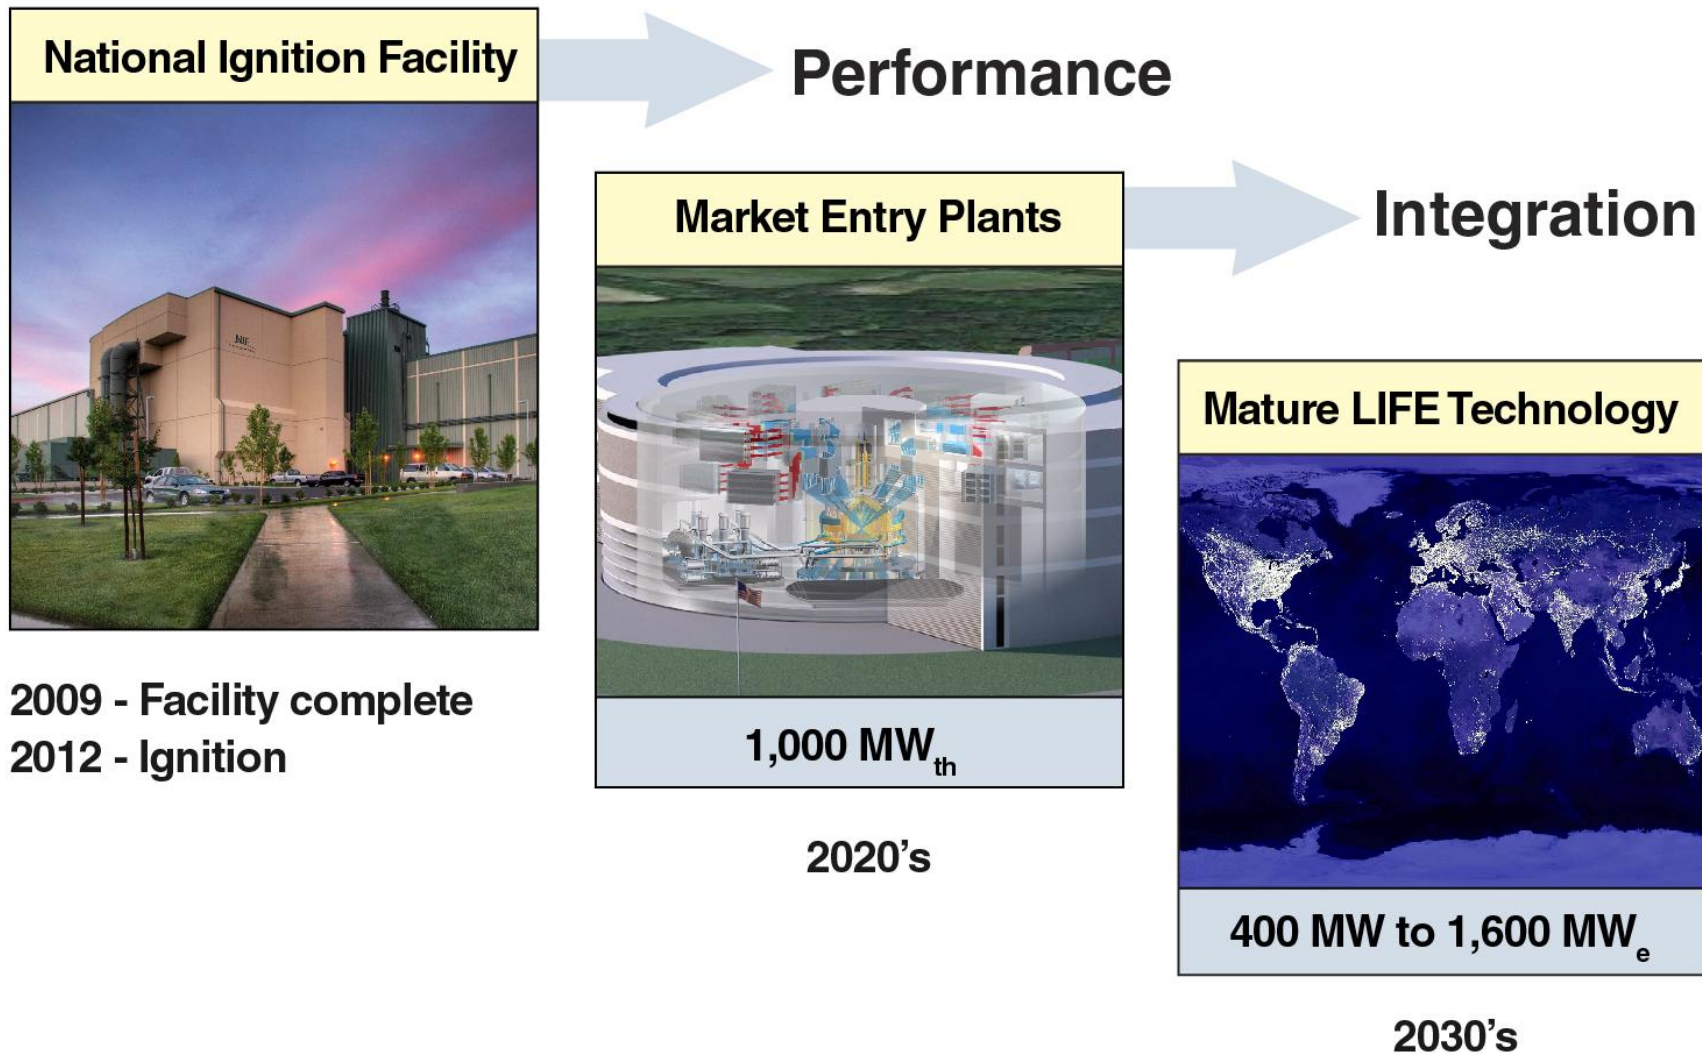 National Ignition Facility
Performance
NIF
2009 - Facility complete
2012 - Ignition
Market Entry Plants
Integration
1,000 MWth
2020’s
Mature LIFE Technology
400 MW to 1,600 MWe
2030’s